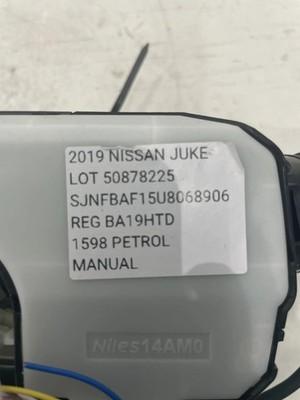 2019 NISSAN JUKE
LOT 50878225
SJNFBAF15U8068906
REG BA19HTD
1598 PETROL
MANUAL
Niles14AM0